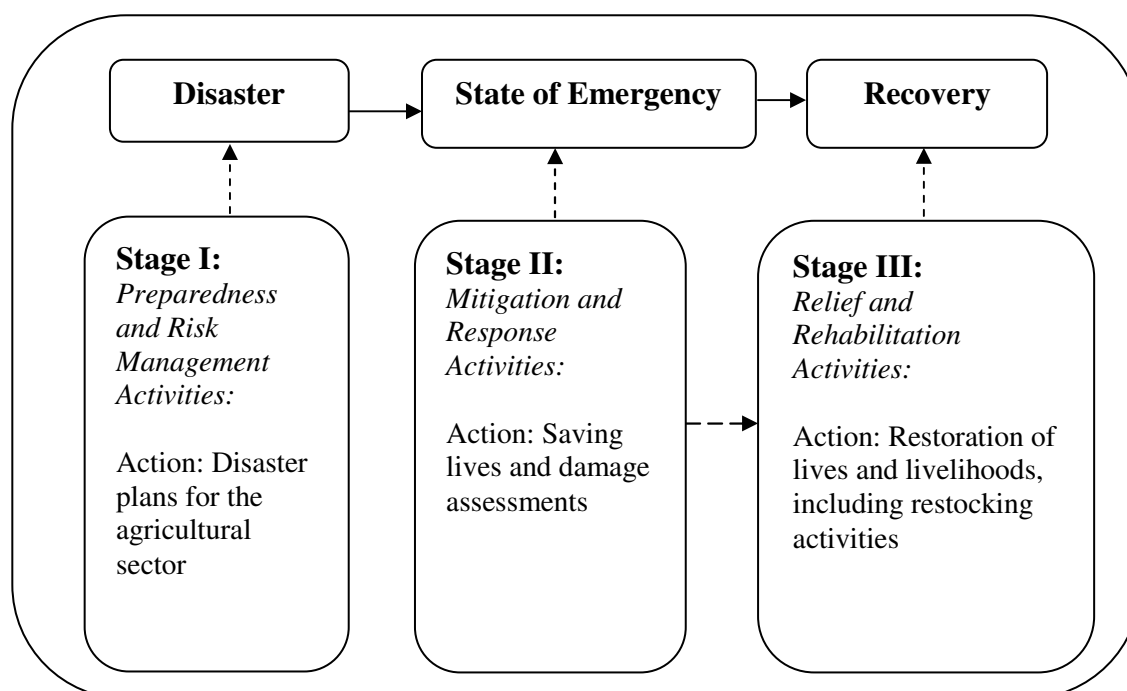 Disaster
State of Emergency
Recovery
Stage I:
Preparedness
and Risk
Management
Activities:
Action: Disaster
plans for the
agricultural
sector
Stage II:
Mitigation and
Response
Activities:
Action: Saving
lives and damage
assessments
Stage III:
Relief and
Rehabilitation
Activities:
Action: Restoration of
lives and livelihoods,
including restocking
activities